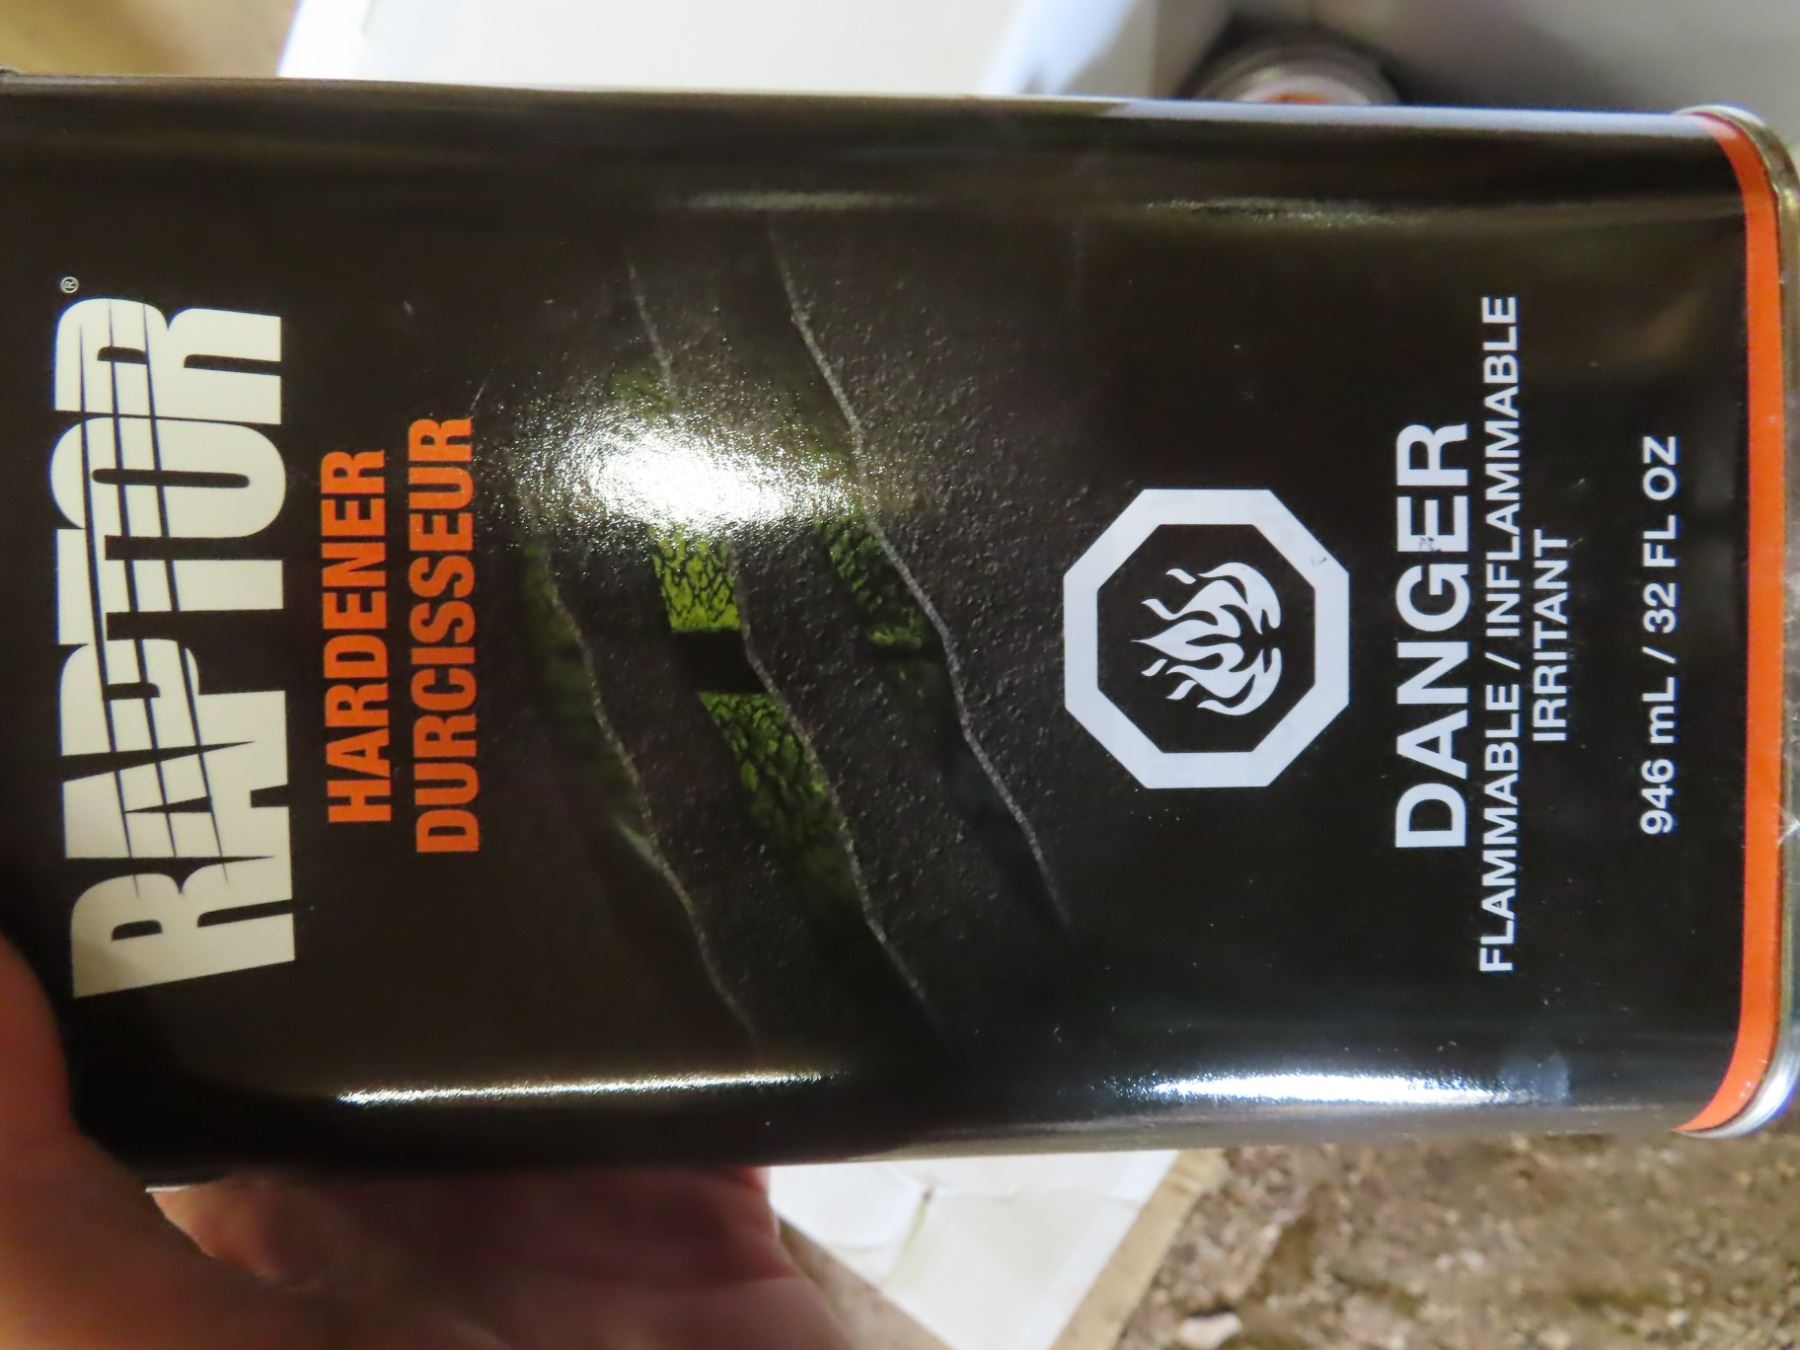 RAPTOR®
HARDENER
DURCISSEUR
DANGER
FLAMMABLE / INFLAMMABLE
IRRITANT
946 mL / 32 FL OZ